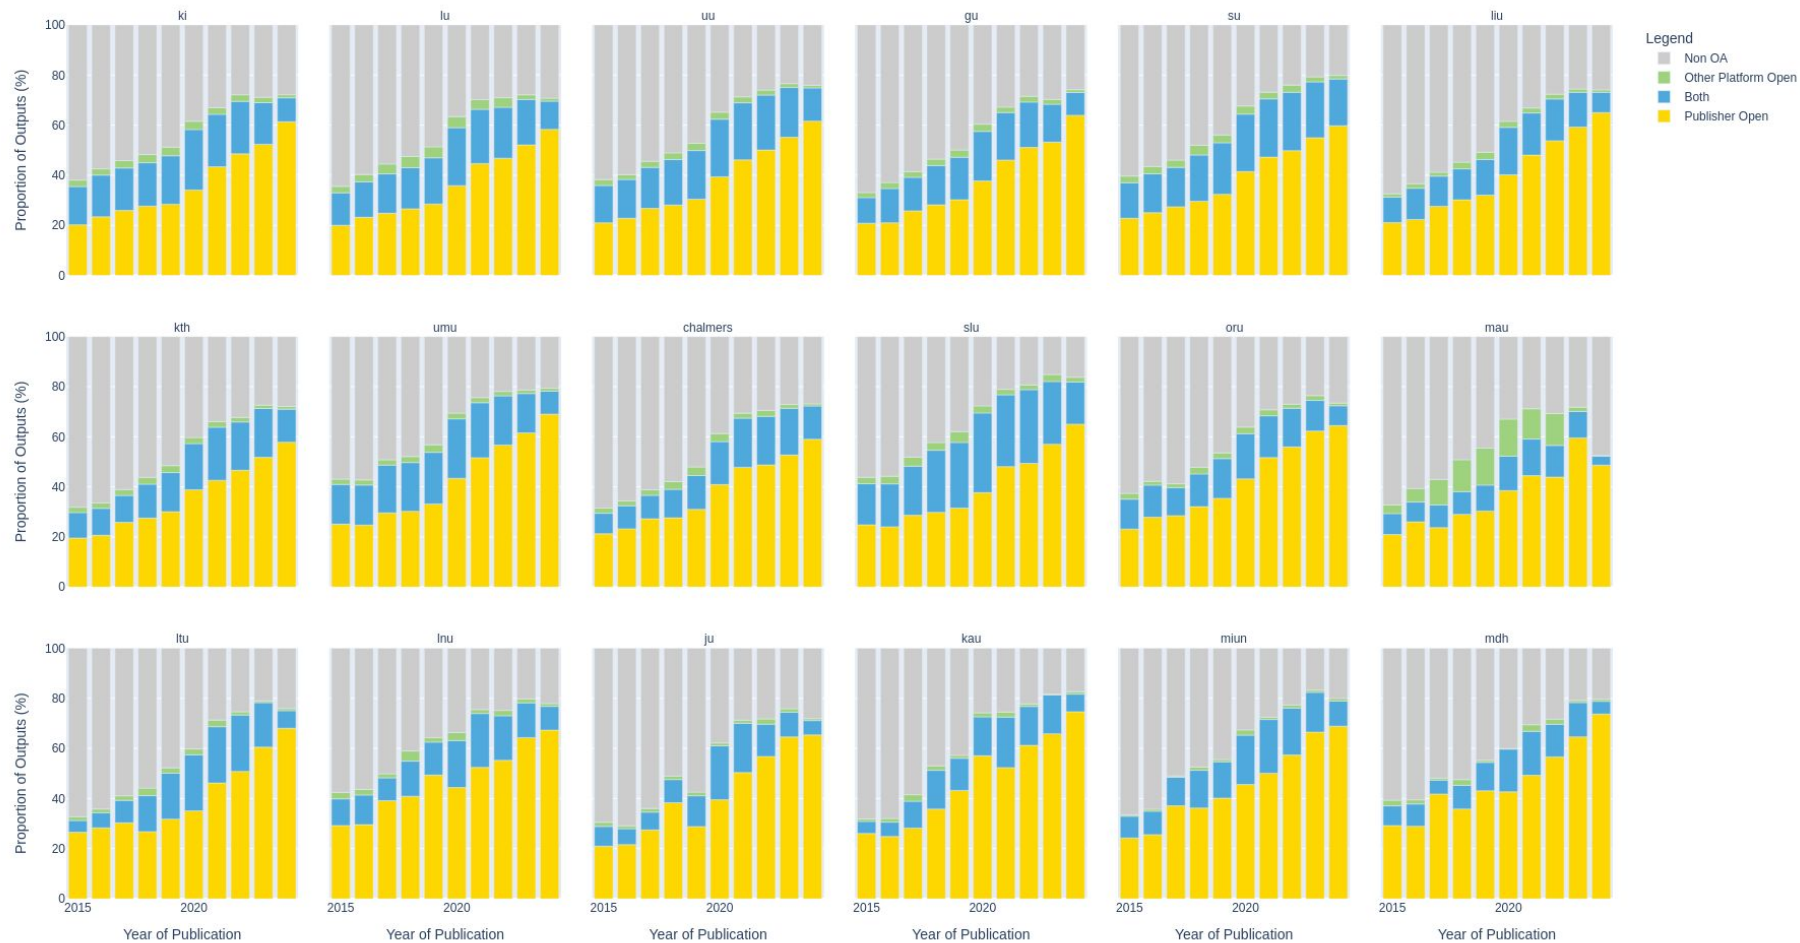 ki lu uu gu su liu
Legend
Non OA
Other Platform Open
Both
Publisher Open
Proportion of Outputs (%)
100
80
60
40
20
0
kth umu chalmers slu oru mau
Proportion of Outputs (%)
100
80
60
40
20
0
ltu lnu ju kau miun mdh
Proportion of Outputs (%)
100
80
60
40
20
0
2015 2020 2015 2020 2015 2020 2015 2020 2015 2020 2015 2020
Year of Publication Year of Publication Year of Publication Year of Publication Year of Publication Year of Publication